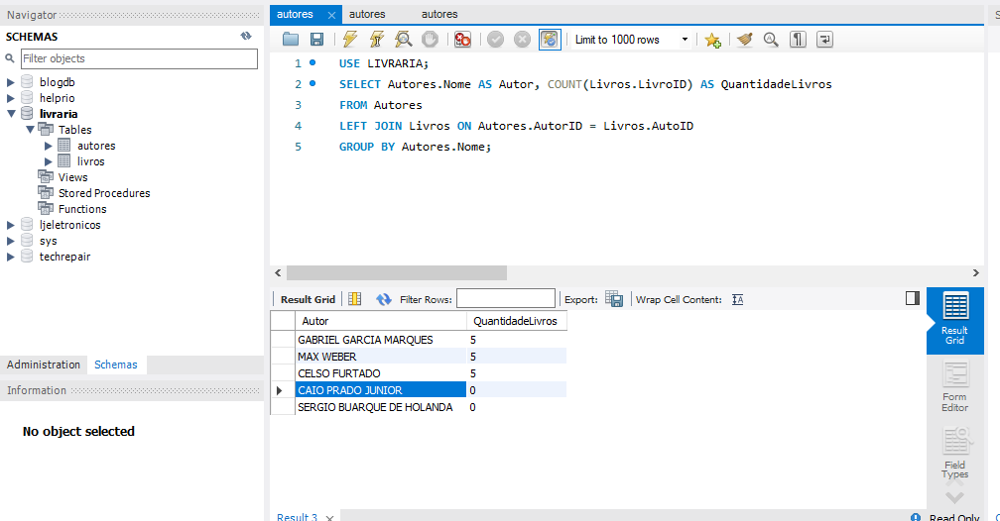 Navigator
SCHEMAS
Filter objects
blogdb
helprio
livraria
Tables
autores
livros
Views
Stored Procedures
Functions
ljeletronicos
sys
techrepair
Administration Schemas
Information
No object selected
autores autores autores
Limit to 1000 rows
1 USE LIVRARIA;
2 SELECT Autores.Nome AS Autor, COUNT(Livros.LivroID) AS QuantidadeLivros
3 FROM Autores
4 LEFT JOIN Livros ON Autores.AutorID = Livros.AutoID
5 GROUP BY Autores.Nome;
Result Grid Filter Rows: Export: Wrap Cell Content:
Autor QuantidadeLivros
GABRIEL GARCIA MARQUES 5
MAX WEBER 5
CELSO FURTADO 5
CAIO PRADO JUNIOR 0
SERGIO BUARQUE DE HOLANDA 0
Result
Grid
Form
Editor
Field
Types
Result 3
Read Only